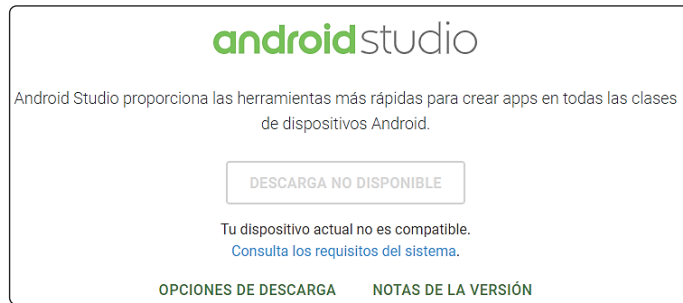 androidstudio
Android Studio proporciona las herramientas más rápidas para crear apps en todas las clases
de dispositivos Android.
DESCARGA NO DISPONIBLE
Tu dispositivo actual no es compatible.
Consulta los requisitos del sistema.
OPCIONES DE DESCARGA NOTAS DE LA VERSIÓN